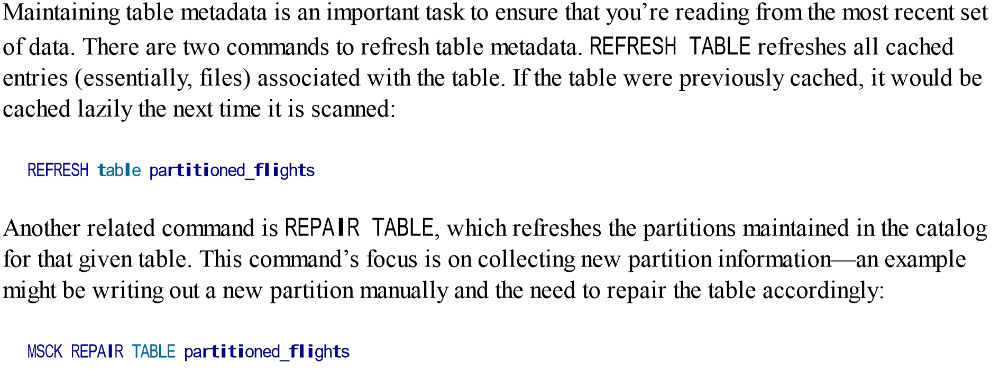 Maintaining table metadata is an important task to ensure that you’re reading from the most recent set
of data. There are two commands to refresh table metadata. REFRESH TABLE refreshes all cached
entries (essentially, files) associated with the table. If the table were previously cached, it would be
cached lazily the next time it is scanned:
REFRESH table partitioned_flights
Another related command is REPAIR TABLE, which refreshes the partitions maintained in the catalog
for that given table. This command’s focus is on collecting new partition information—an example
might be writing out a new partition manually and the need to repair the table accordingly:
MSCK REPAIR TABLE partitioned_flights